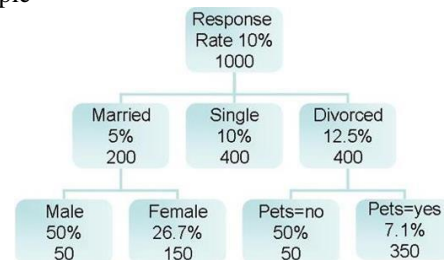 Response
Rate 10%
1000
Married
5%
200
Single
10%
400
Divorced
12.5%
400
Male
50%
50
Female
26.7%
150
Pets=no
50%
50
Pets=yes
7.1%
350